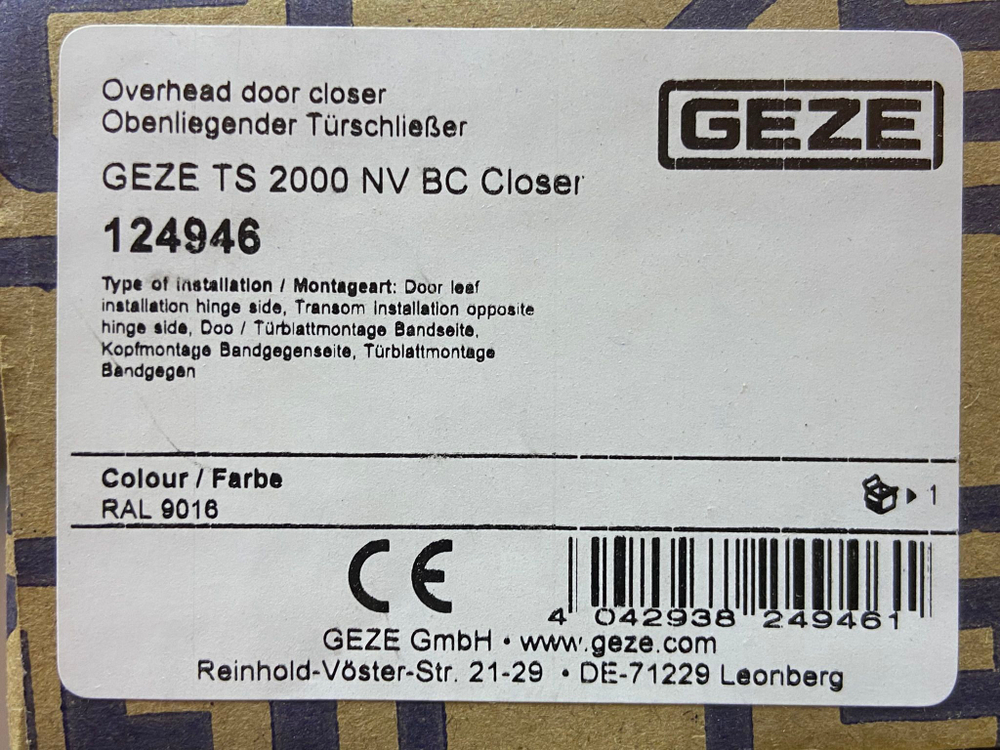 Overhead door closer
Obenliegender Türschließer
GEZE
GEZE TS 2000 NV BC Closer
124946
Type of installation / Montageart: Door leaf
installation hinge side, Transom installation opposite
hinge side, Doo / Türblattmontage Bandseite,
Kopfmontage Bandgegenseite, Türblattmontage
Bandgegen
Colour / Farbe
RAL 9016
1
CE
4 042938 249461
GEZE GmbH • www.geze.com
Reinhold-Vöster-Str. 21-29 • DE-71229 Leonberg